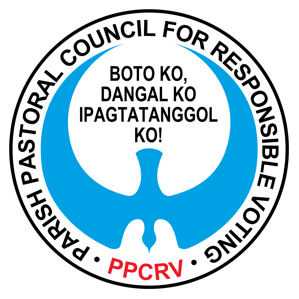 PARISH PASTORAL COUNCIL FOR RESPONSIBLE VOTING
BOTO KO,
DANGAL KO
IPAGTATANGGOL
KO!
• PPCRV •